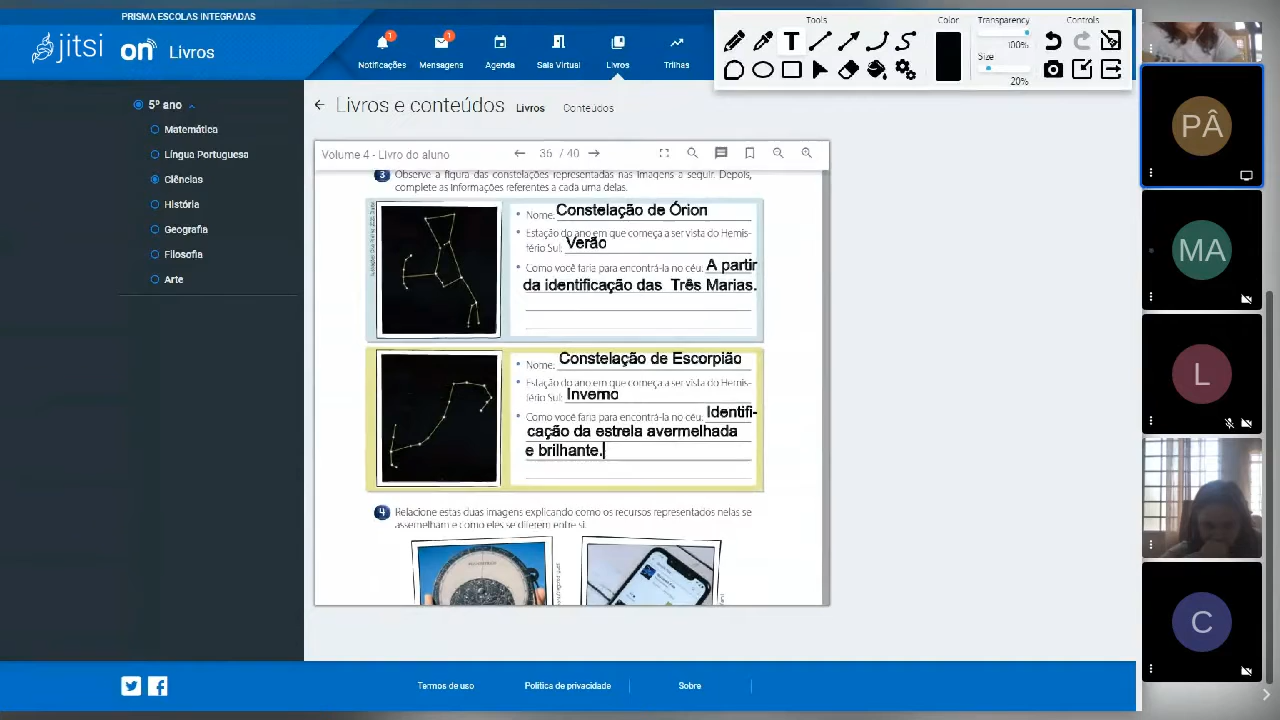 PRISMA ESCOLAS INTEGRADAS
jitsi on Livros
1
Notificações
1
Mensagens
Agenda
Sala Virtual
Livros
Trilhas
Tools
T
Color
Transparency
100%
Size
20%
Controls
5º ano
Matemática
Língua Portuguesa
Ciências
História
Geografia
Filosofia
Arte
Livros e conteúdos Livros Conteúdos
Volume 4 - Livro do aluno 36 / 40
3 Observe a figura das constelações representadas nas imagens a seguir. Depois,
complete as informações referentes a cada uma delas.
• Nome: Constelação de Órion
• Estação do ano em que começa a ser vista do Hemis-
fério Sul: Verão
• Como você faria para encontrá-la no céu: A partir
da identificação das Três Marias.
• Nome: Constelação de Escorpião
• Estação do ano em que começa a ser vista do Hemis-
fério Sul: Inverno
• Como você faria para encontrá-la no céu: Identifi-
cação da estrela avermelhada
e brilhante.
4 Relacione estas duas imagens explicando como os recursos representados nelas se
assemelham e como eles se diferem entre si.
Termos de uso
Política de privacidade
Sobre
PÂ
MA
L
C